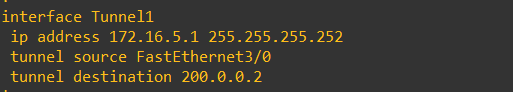 interface Tunnel1
ip address 172.16.5.1 255.255.255.252
tunnel source FastEthernet3/0
tunnel destination 200.0.0.2